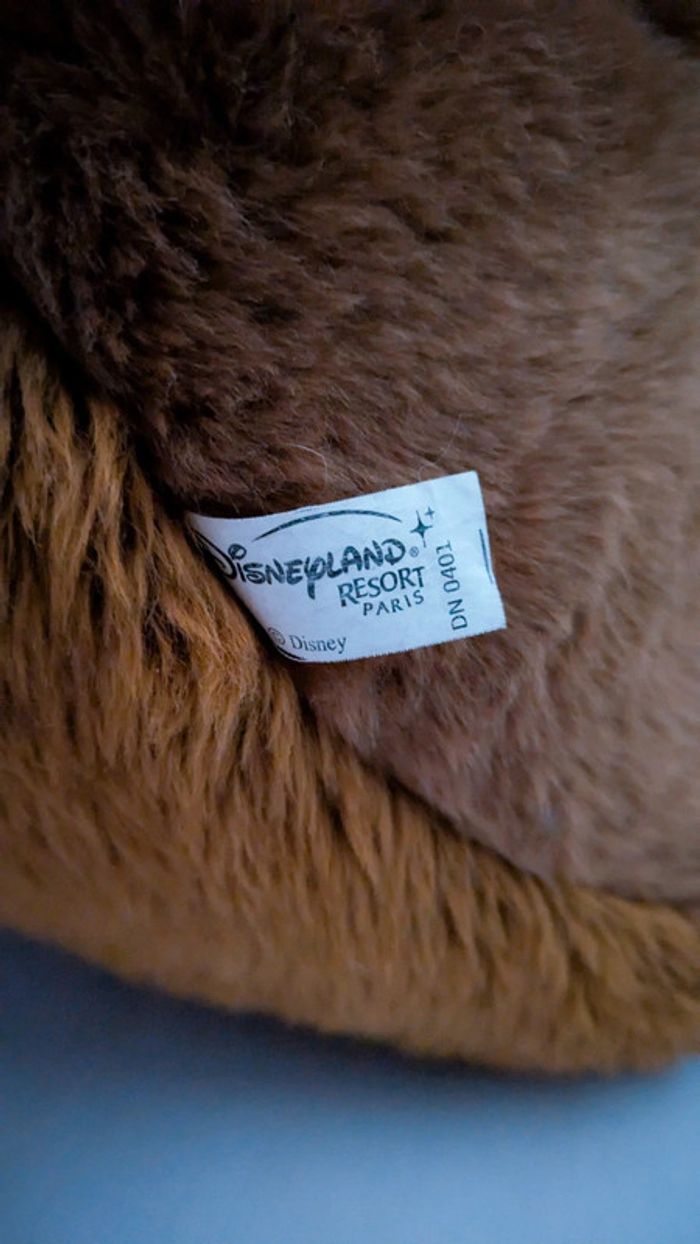 DISNEYLAND®
RESORT
PARIS
© Disney
DN 0401